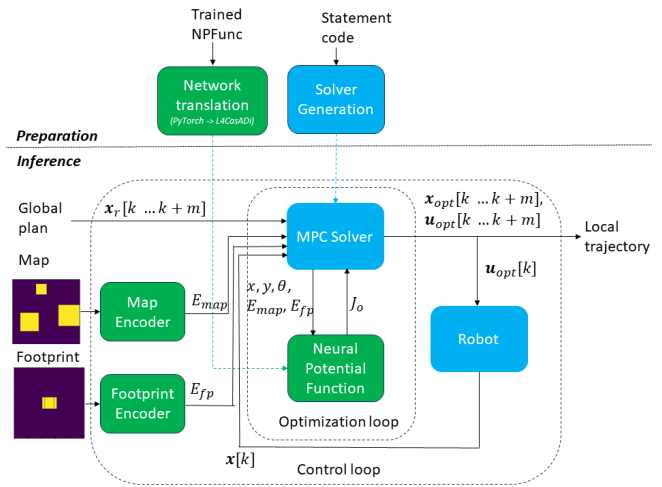 Trained
NPFunc
Statement
code
Network
translation
(PyTorch -> L4CasADi)
Solver
Generation
Preparation
Inference
Global
plan
x_r[k …k + m]
x_opt[k …k + m],
u_opt[k …k + m]
Local
trajectory
MPC Solver
Map
u_opt[k]
Map
Encoder
E_map
x, y, θ,
E_map, E_fp
J_o
Robot
Neural
Potential
Function
Footprint
Footprint
Encoder
E_fp
Optimization loop
x[k]
Control loop